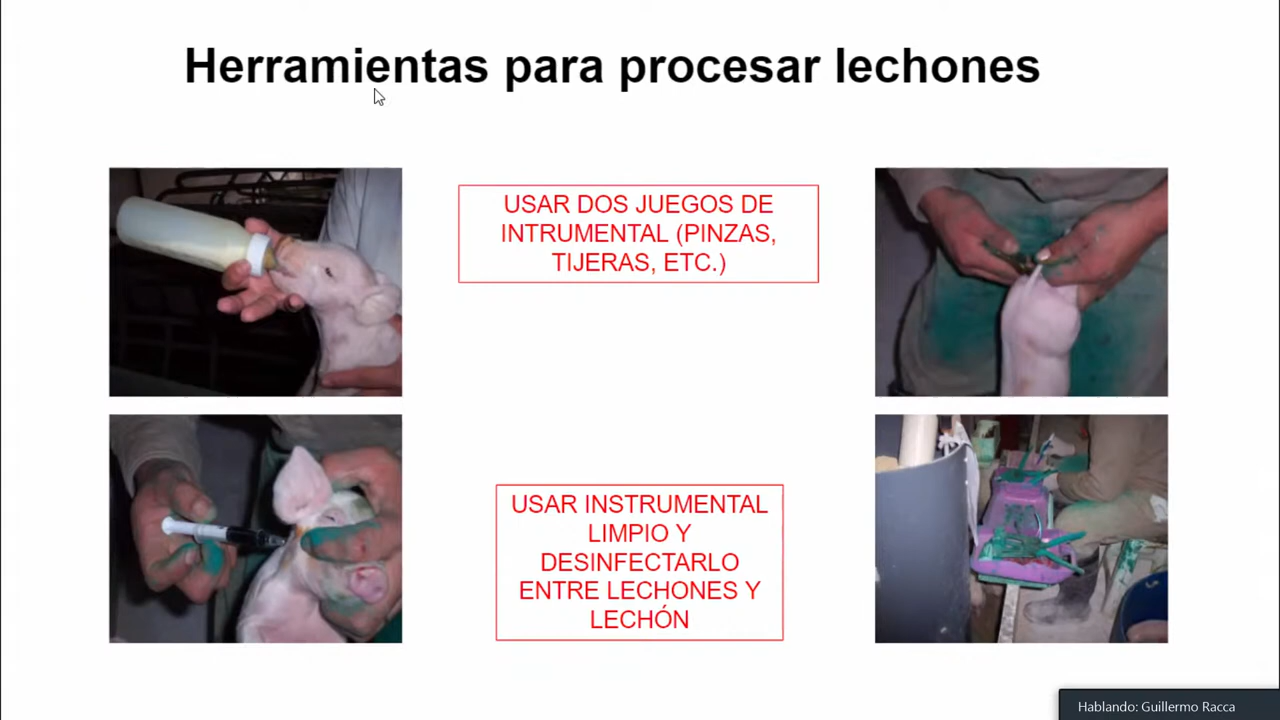 Herramientas para procesar lechones
USAR DOS JUEGOS DE
INTRUMENTAL (PINZAS,
TIJERAS, ETC.)
USAR INSTRUMENTAL
LIMPIO Y
DESINFECTARLO
ENTRE LECHONES Y
LECHÓN
Hablando: Guillermo Racca